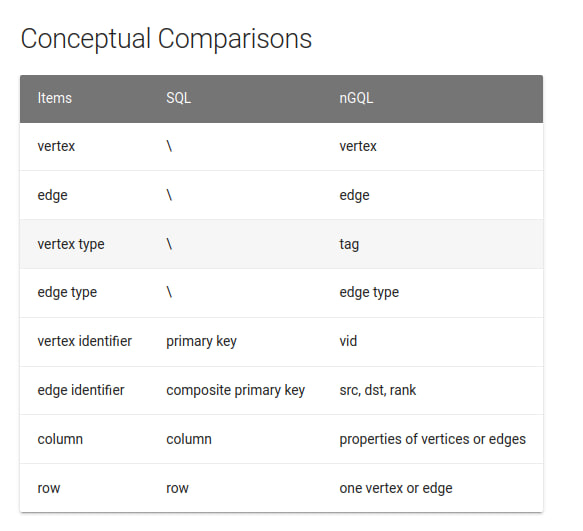 Conceptual Comparisons
Items SQL nGQL
vertex \ vertex
edge \ edge
vertex type \ tag
edge type \ edge type
vertex identifier primary key vid
edge identifier composite primary key src, dst, rank
column column properties of vertices or edges
row row one vertex or edge